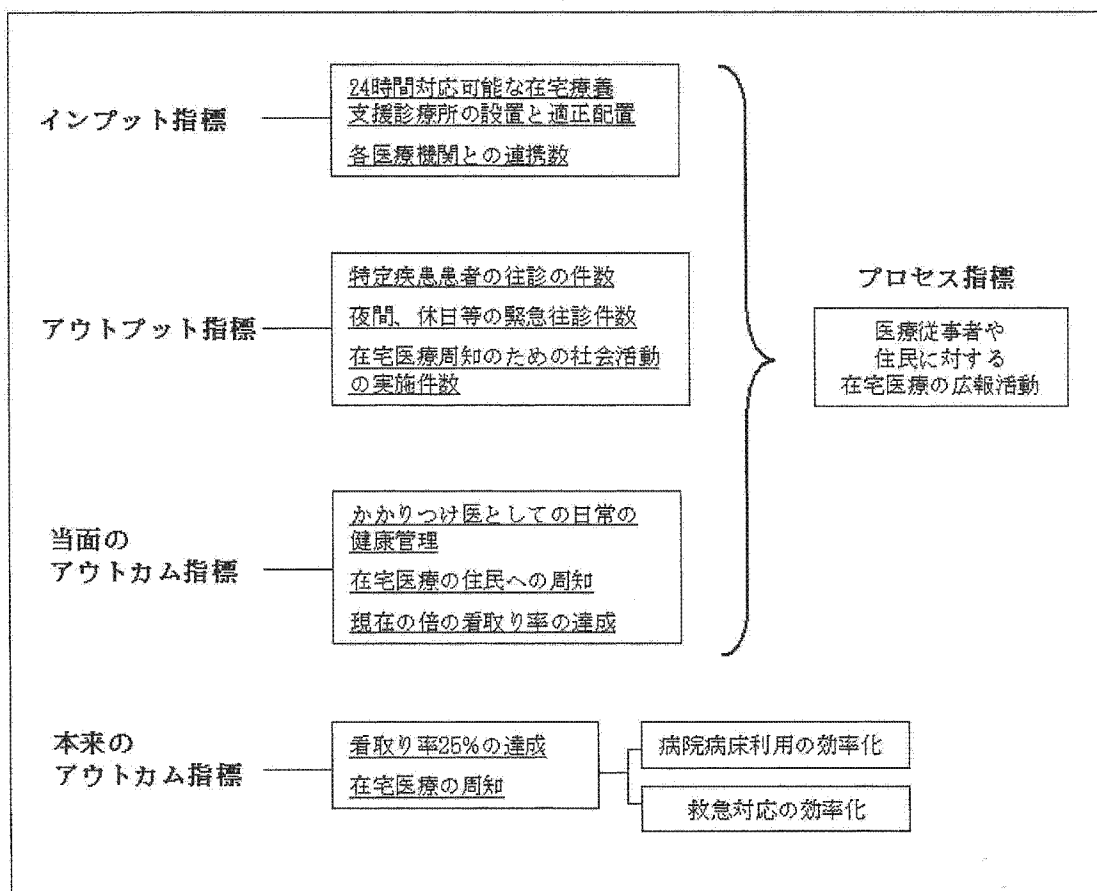 インプット指標
24時間対応可能な在宅療養
支援診療所の設置と適正配置
各医療機関との連携数
アウトプット指標
特定疾患患者の往診の件数
夜間、休日等の緊急往診件数
在宅医療周知のための社会活動
の実施件数
プロセス指標
医療従事者や
住民に対する
在宅医療の広報活動
当面の
アウトカム指標
かかりつけ医としての日常の
健康管理
在宅医療の住民への周知
現在の倍の看取り率の達成
本来の
アウトカム指標
看取り率25%の達成
在宅医療の周知
病院病床利用の効率化
救急対応の効率化